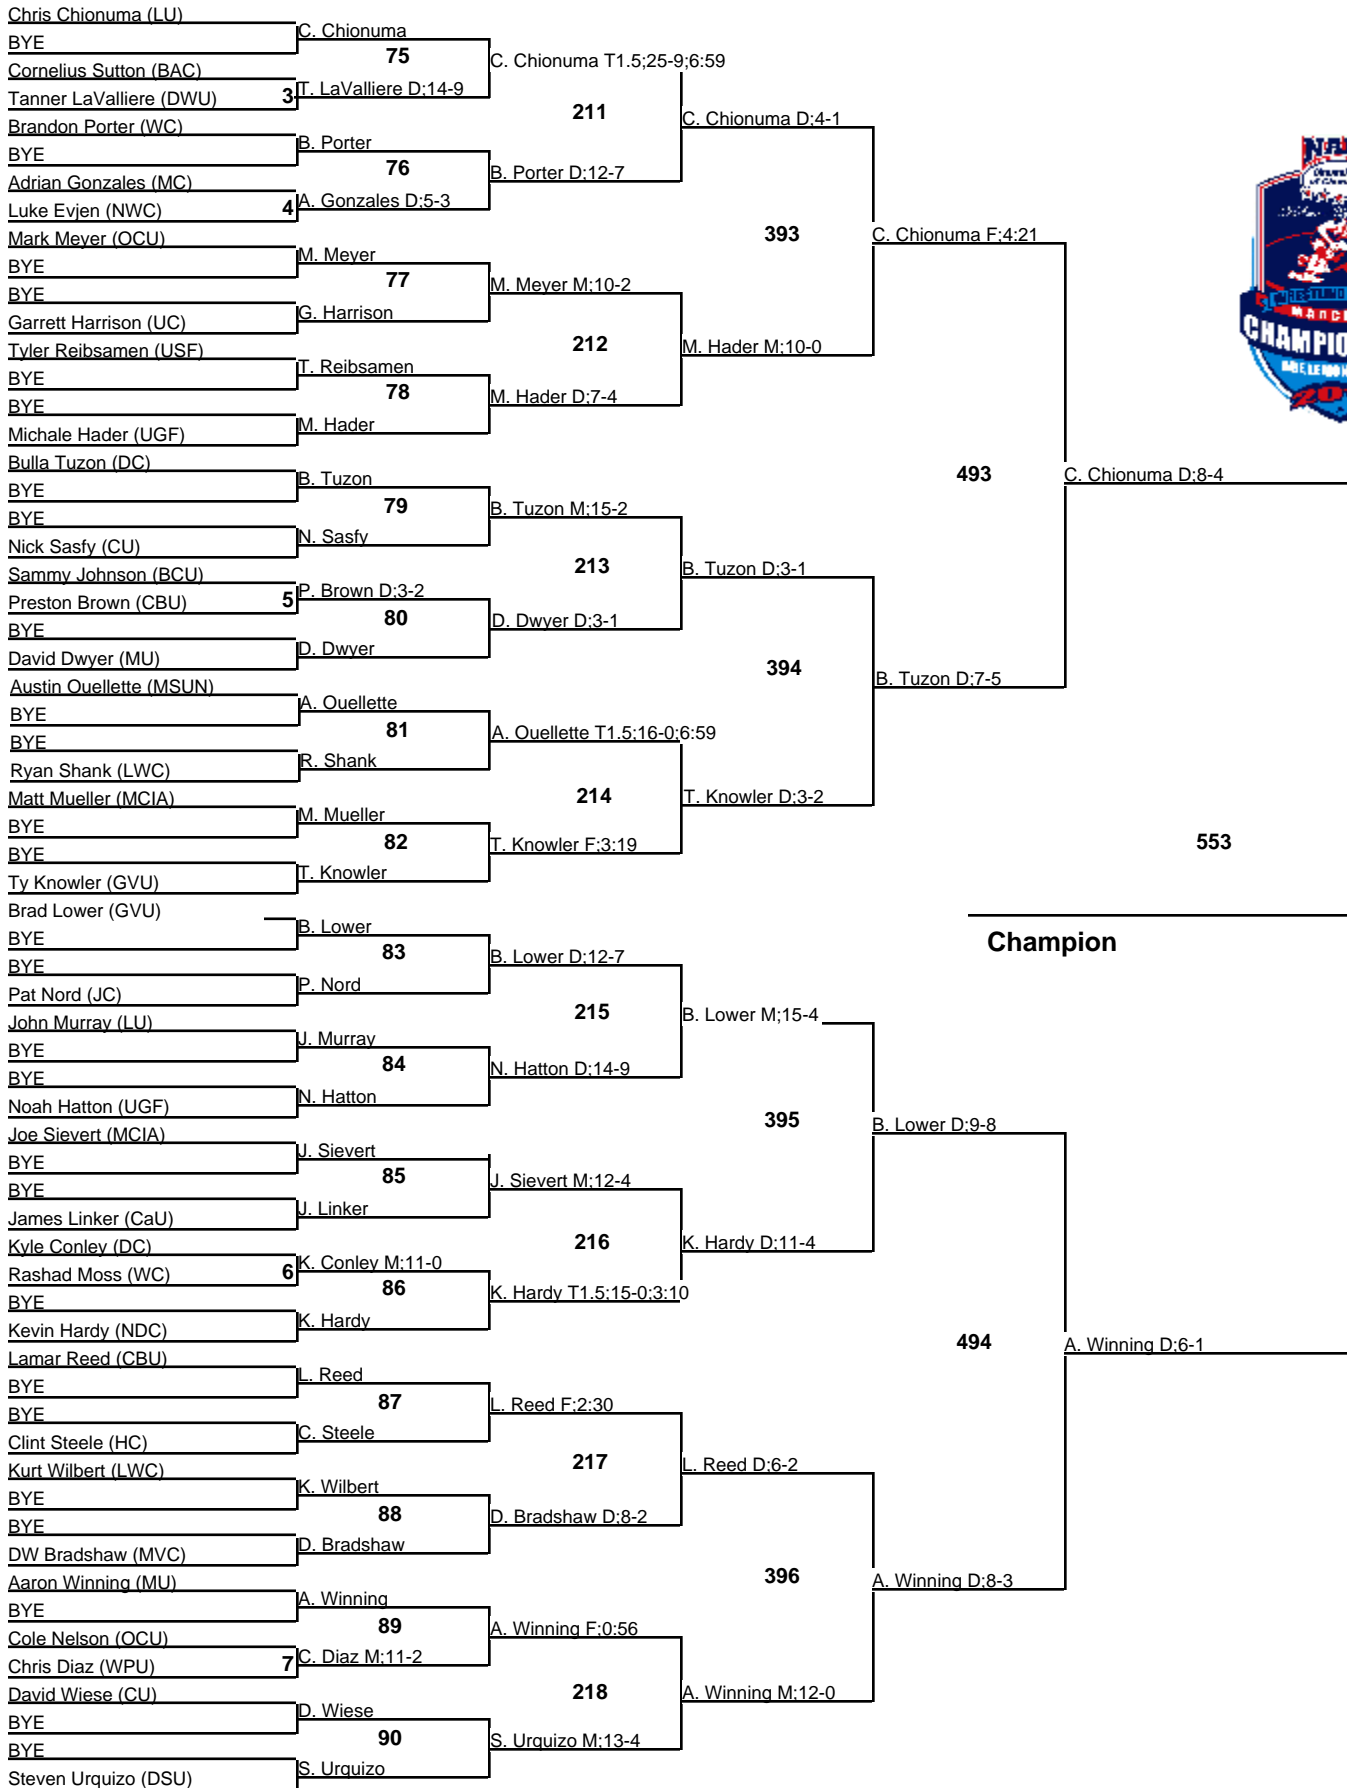 Chris Chionuma (LU)
BYE
Cornelius Sutton (BAC)
Tanner LaValliere (DWU) 3
Brandon Porter (WC)
BYE
Adrian Gonzales (MC)
Luke Evjen (NWC) 4
Mark Meyer (OCU)
BYE
BYE
Garrett Harrison (UC)
Tyler Reibsamen (USF)
BYE
BYE
Michale Hader (UGF)
Bulla Tuzon (DC)
BYE
BYE
Nick Sasfy (CU)
Sammy Johnson (BCU)
Preston Brown (CBU) 5
BYE
David Dwyer (MU)
Austin Ouellette (MSUN)
BYE
BYE
Ryan Shank (LWC)
Matt Mueller (MCIA)
BYE
BYE
Ty Knowler (GVU)
Brad Lower (GVU)
BYE
BYE
Pat Nord (JC)
John Murray (LU)
BYE
BYE
Noah Hatton (UGF)
Joe Sievert (MCIA)
BYE
BYE
James Linker (CaU)
Kyle Conley (DC)
Rashad Moss (WC) 6
BYE
Kevin Hardy (NDC)
Lamar Reed (CBU)
BYE
BYE
Clint Steele (HC)
Kurt Wilbert (LWC)
BYE
BYE
DW Bradshaw (MVC)
Aaron Winning (MU)
BYE
Cole Nelson (OCU)
Chris Diaz (WPU) 7
David Wiese (CU)
BYE
BYE
Steven Urquizo (DSU)
C. Chionuma
75
T. LaValliere D;14-9
B. Porter
76
A. Gonzales D;5-3
M. Meyer
77
G. Harrison
T. Reibsamen
78
M. Hader
B. Tuzon
79
N. Sasfy
P. Brown D;3-2
80
D. Dwyer
A. Ouellette
81
R. Shank
M. Mueller
82
T. Knowler
B. Lower
83
P. Nord
J. Murray
84
N. Hatton
J. Sievert
85
J. Linker
K. Conley M;11-0
86
K. Hardy
L. Reed
87
C. Steele
K. Wilbert
88
D. Bradshaw
A. Winning
89
C. Diaz M;11-2
D. Wiese
90
S. Urquizo
C. Chionuma T1.5;25-9;6:59
211
B. Porter D;12-7
M. Meyer M;10-2
212
M. Hader D;7-4
B. Tuzon M;15-2
213
D. Dwyer D;3-1
A. Ouellette T1.5;16-0;6:59
214
T. Knowler F;3:19
B. Lower D;12-7
215
N. Hatton D;14-9
J. Sievert M;12-4
216
K. Hardy T1.5;15-0;3:10
L. Reed F;2:30
217
D. Bradshaw D;8-2
A. Winning F;0:56
218
S. Urquizo M;13-4
C. Chionuma D;4-1
393
M. Hader M;10-0
B. Tuzon D;3-1
394
T. Knowler D;3-2
B. Lower M;15-4
395
K. Hardy D;11-4
L. Reed D;6-2
396
A. Winning M;12-0
C. Chionuma F;4:21
493
B. Tuzon D;7-5
B. Lower D;9-8
494
A. Winning D;8-3
C. Chionuma D;8-4
553
Champion
A. Winning D;6-1